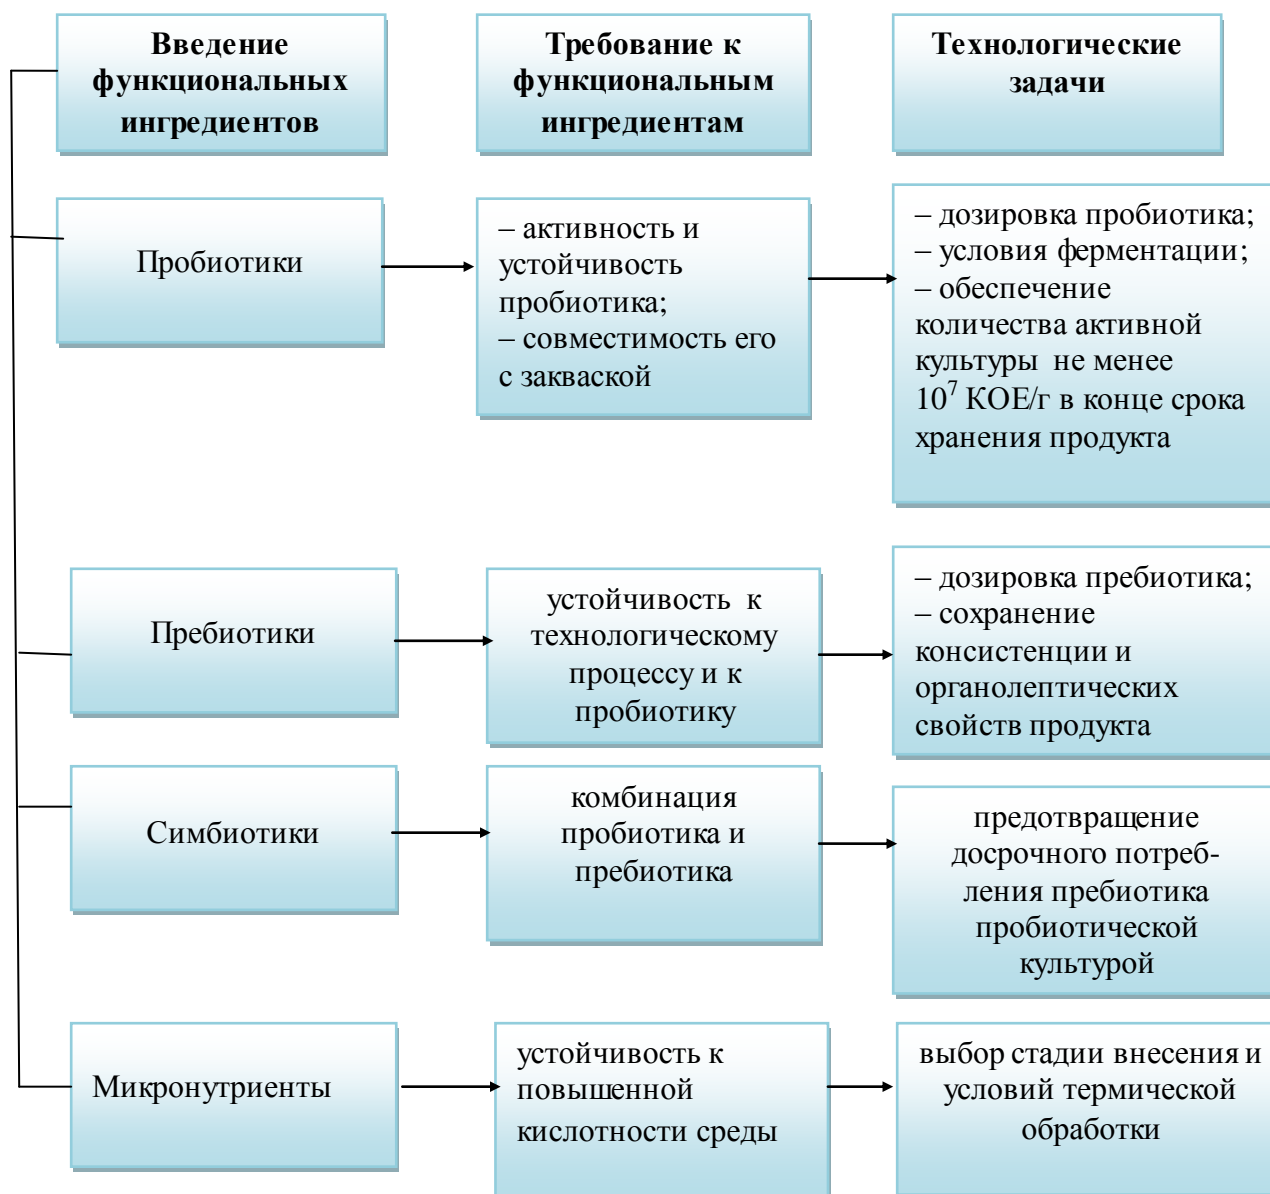 Введение
функциональных
ингредиентов
Требование к
функциональным
ингредиентам
Технологические
задачи
Пробиотики
– активность и
устойчивость
пробиотика;
– совместимость его
с закваской
– дозировка пробиотика;
– условия ферментации;
– обеспечение
количества активной
культуры не менее
10⁷ КОЕ/г в конце срока
хранения продукта
Пребиотики
устойчивость к
технологическому
процессу и к
пробиотику
– дозировка пребиотика;
– сохранение
консистенции и
органолептических
свойств продукта
Симбиотики
комбинация
пробиотика и
пребиотика
предотвращение
досрочного потреб-
ления пребиотика
пробиотической
культурой
Микронутриенты
устойчивость к
повышенной
кислотности среды
выбор стадии внесения и
условий термической
обработки